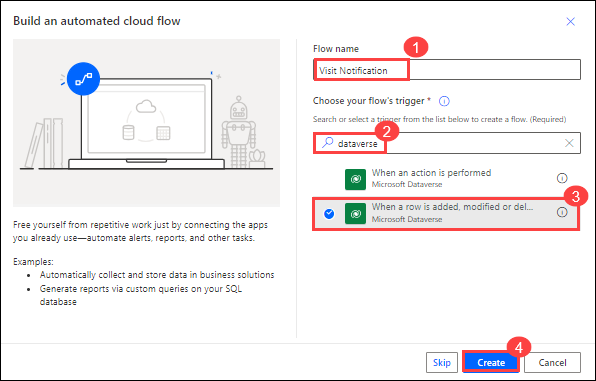 Build an automated cloud flow
Free yourself from repetitive work just by connecting the apps
you already use—automate alerts, reports, and other tasks.
Examples:
• Automatically collect and store data in business solutions
• Generate reports via custom queries on your SQL
database
1
Flow name
Visit Notification
Choose your flow's trigger *
Search or select a trigger from the list below to create a flow. (Required)
2
dataverse
When an action is performed
Microsoft Dataverse
3
When a row is added, modified or del...
Microsoft Dataverse
4
Skip
Create
Cancel